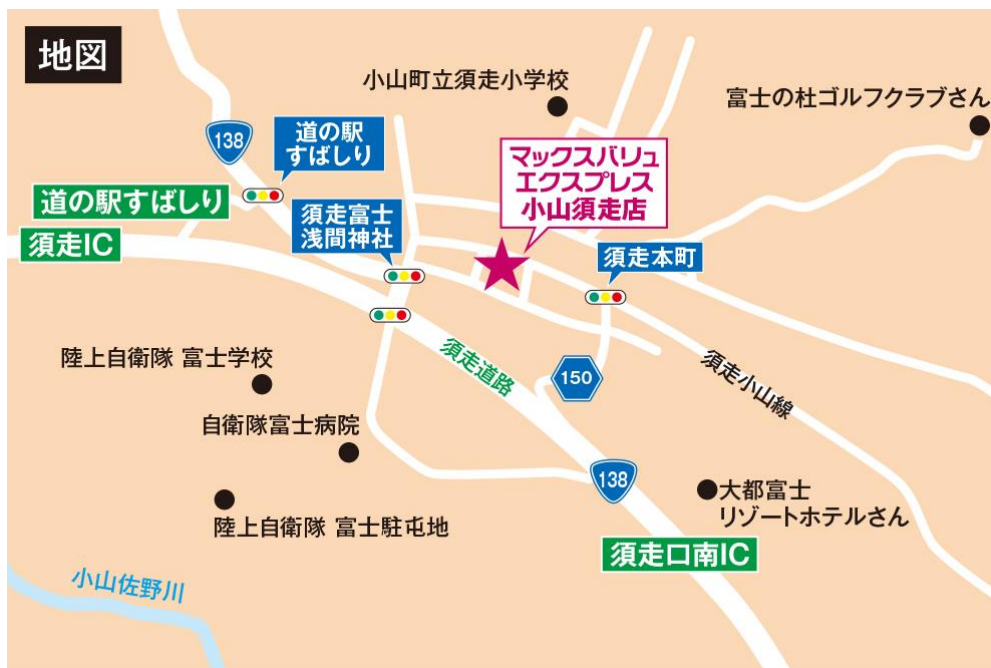 地図
小山町立須走小学校
富士の杜ゴルフクラブさん
138
道の駅
すばしり
マックスバリュ
エクスプレス
小山須走店
道の駅すばしり
須走IC
須走富士
浅間神社
須走本町
陸上自衛隊 富士学校
須走道路
150
須走小山線
自衛隊富士病院
138
大都富士
リゾートホテルさん
陸上自衛隊 富士駐屯地
須走口南IC
小山佐野川